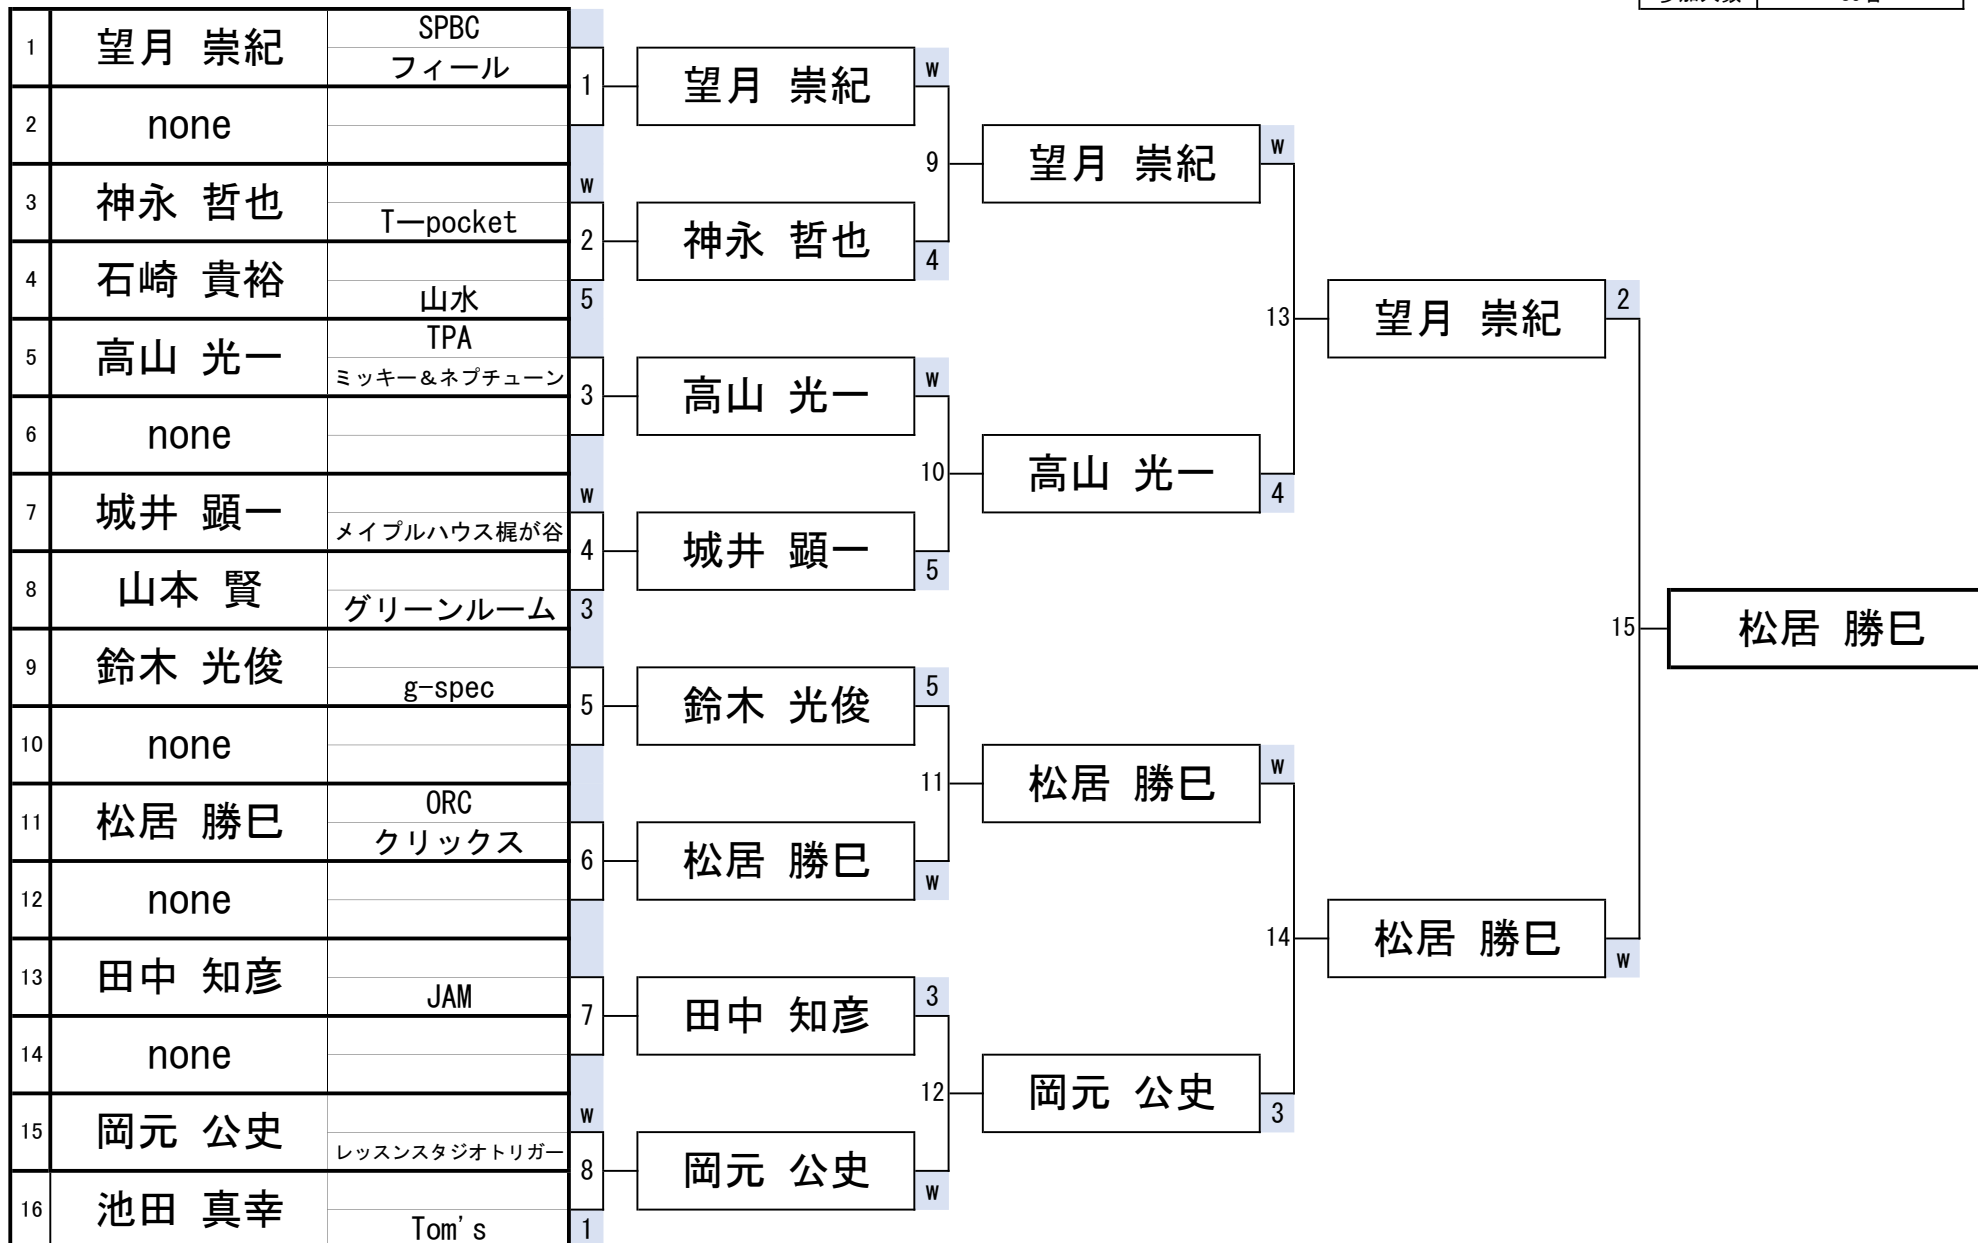 1 望月 崇紀 SPBC フィール
2 none
3 神永 哲也 Tーpocket
4 石崎 貴裕 山水
5 高山 光一 TPA ミッキー&ネプチューン
6 none
7 城井 顕一 メイプルハウス梶が谷
8 山本 賢 グリーンルーム
9 鈴木 光俊 g-spec
10 none
11 松居 勝巳 ORC クリックス
12 none
13 田中 知彦 JAM
14 none
15 岡元 公史 レッスンスタジオトリガー
16 池田 真幸 Tom's
1
W
2
5
3
W
4
3
5
6
7
W
8
1
望月 崇紀 W
9
神永 哲也 4
高山 光一 W
10
城井 顕一 5
鈴木 光俊 5
11
松居 勝巳 W
田中 知彦 3
12
岡元 公史 W
望月 崇紀 W
13
高山 光一 4
松居 勝巳 W
14
岡元 公史 3
望月 崇紀 2
15
松居 勝巳 W
松居 勝巳